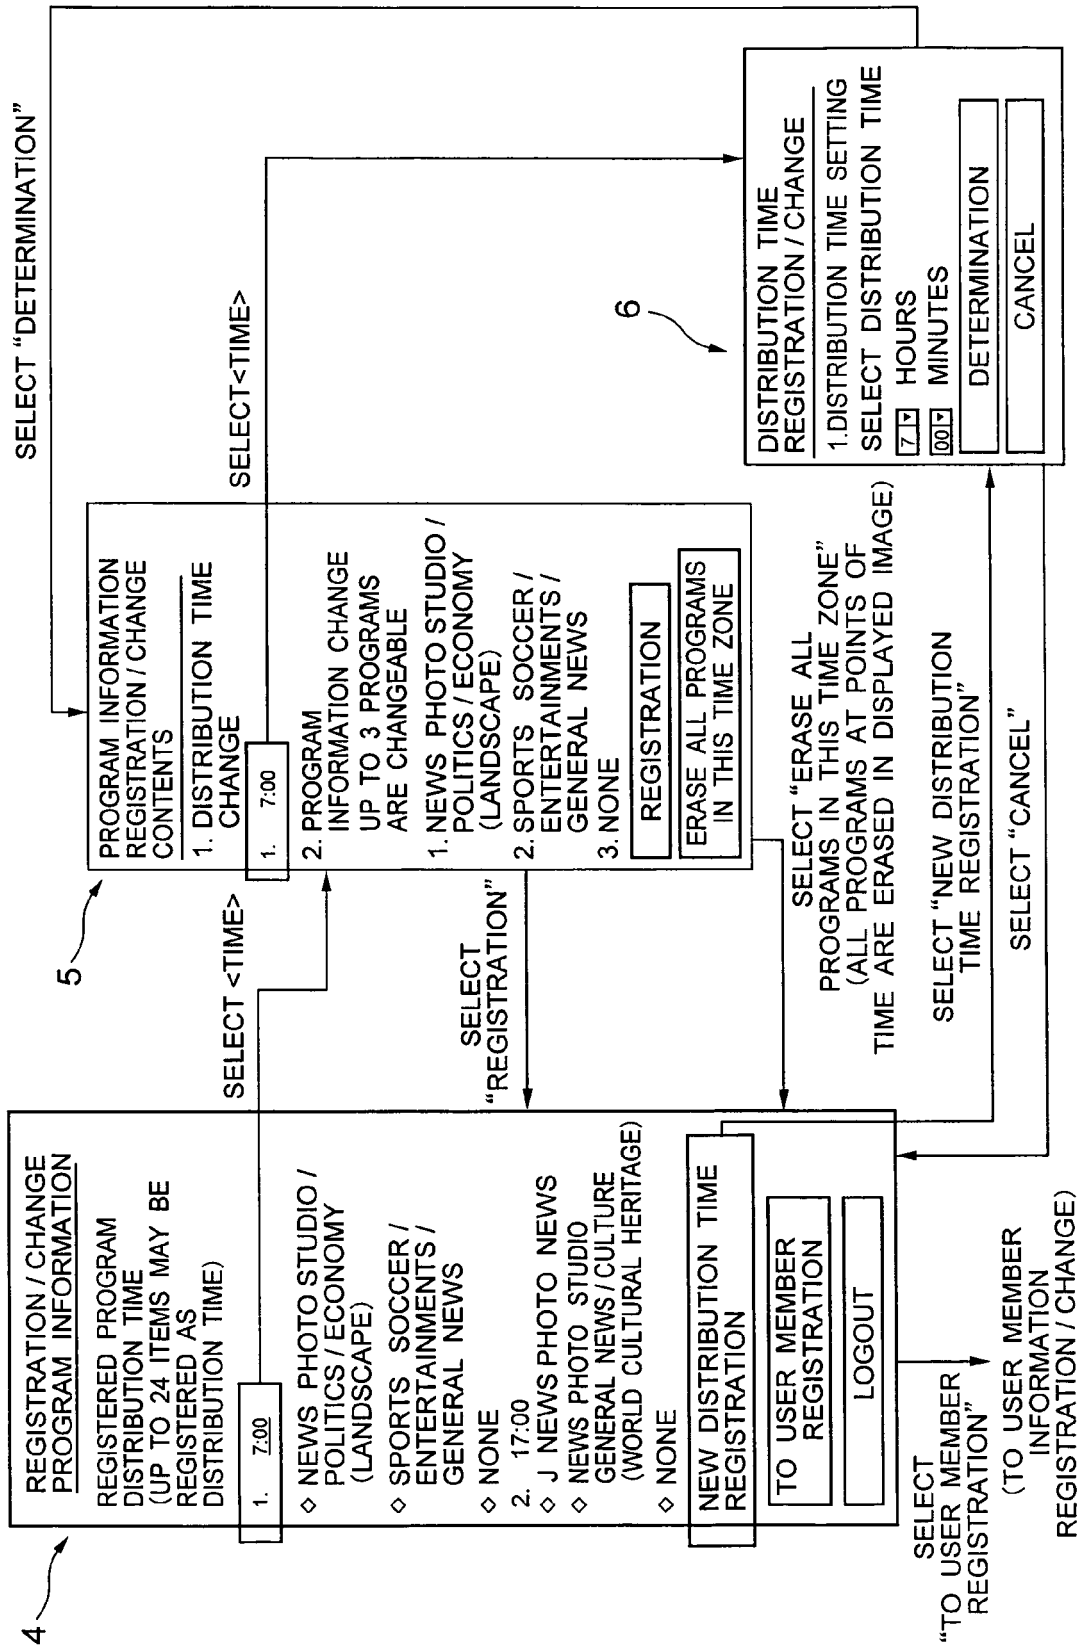 4
REGISTRATION / CHANGE
PROGRAM INFORMATION
REGISTERED PROGRAM
DISTRIBUTION TIME
(UP TO 24 ITEMS MAY BE
REGISTERED AS
DISTRIBUTION TIME)
1. 7:00
◇ NEWS PHOTO STUDIO /
POLITICS / ECONOMY
(LANDSCAPE)
◇ SPORTS SOCCER /
ENTERTAINMENTS /
GENERAL NEWS
◇ NONE
2. 17:00
◇ J NEWS PHOTO NEWS
◇ NEWS PHOTO STUDIO
GENERAL NEWS / CULTURE
(WORLD CULTURAL HERITAGE)
◇ NONE
NEW DISTRIBUTION TIME
REGISTRATION
TO USER MEMBER
REGISTRATION
LOGOUT
SELECT
"TO USER MEMBER
REGISTRATION"
(TO USER MEMBER
INFORMATION
REGISTRATION / CHANGE)
SELECT <TIME>
SELECT
"REGISTRATION"
5
PROGRAM INFORMATION
REGISTRATION / CHANGE
CONTENTS
1. DISTRIBUTION TIME
CHANGE
1. 7:00
2. PROGRAM
INFORMATION CHANGE
UP TO 3 PROGRAMS
ARE CHANGEABLE
1. NEWS PHOTO STUDIO /
POLITICS / ECONOMY
(LANDSCAPE)
2. SPORTS SOCCER /
ENTERTAINMENTS /
GENERAL NEWS
3. NONE
REGISTRATION
ERASE ALL PROGRAMS
IN THIS TIME ZONE
SELECT "ERASE ALL
PROGRAMS IN THIS TIME ZONE"
(ALL PROGRAMS AT POINTS OF
TIME ARE ERASED IN DISPLAYED IMAGE)
SELECT "NEW DISTRIBUTION
TIME REGISTRATION"
SELECT "CANCEL"
SELECT "DETERMINATION"
SELECT<TIME>
6
DISTRIBUTION TIME
REGISTRATION / CHANGE
1.DISTRIBUTION TIME SETTING
SELECT DISTRIBUTION TIME
7 ▼ HOURS
00 ▼ MINUTES
DETERMINATION
CANCEL